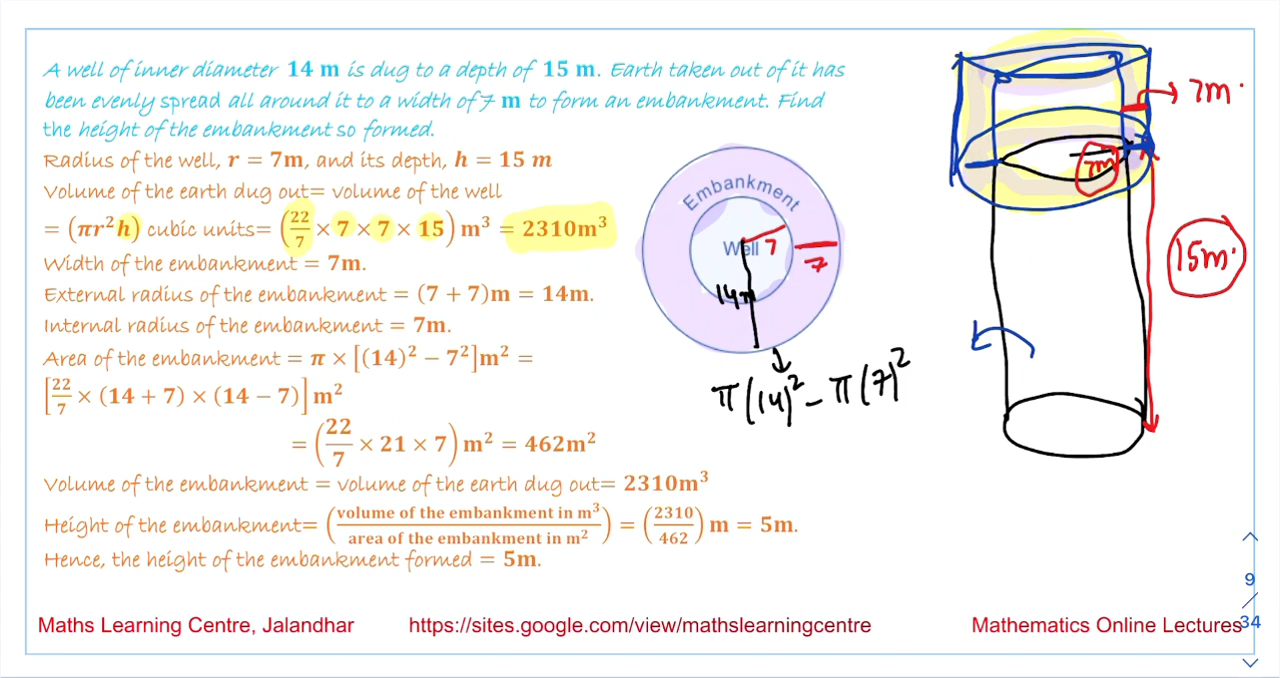 A well of inner diameter 14 m is dug to a depth of 15 m. Earth taken out of it has
been evenly spread all around it to a width of 7 m to form an embankment. Find
the height of the embankment so formed.
Radius of the well, r = 7m, and its depth, h = 15 m
Volume of the earth dug out= volume of the well
= (πr²h) cubic units= (22/7 × 7 × 7 × 15) m³ = 2310m³
Width of the embankment = 7m.
External radius of the embankment = (7 + 7)m = 14m.
Internal radius of the embankment = 7m.
Area of the embankment = π × [(14)² − 7²]m² =
[22/7 × (14 + 7) × (14 − 7)] m²
= (22/7 × 21 × 7) m² = 462m²
Volume of the embankment = volume of the earth dug out= 2310m³
Height of the embankment= (volume of the embankment in m³/area of the embankment in m²) = (2310/462) m = 5m.
Hence, the height of the embankment formed = 5m.
Embankment
Well 7
7
14m
π(14)² − π(7)²
7m.
7m
15m.
9
/
34
Maths Learning Centre, Jalandhar https://sites.google.com/view/mathslearningcentre Mathematics Online Lectures